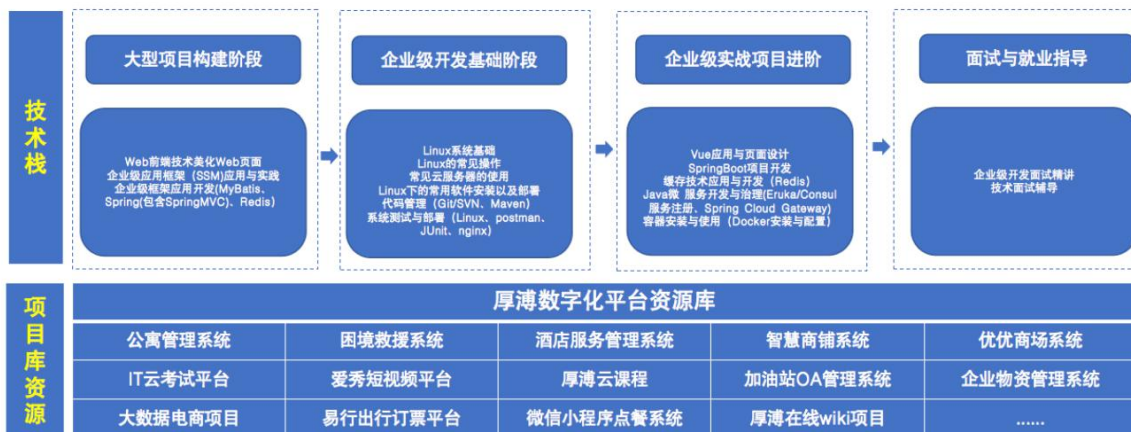 技术栈
大型项目构建阶段
Web前端技术美化Web页面
企业级应用框架（SSM）应用与实践
企业级框架应用开发(MyBatis、
Spring(包含SpringMVC)、Redis）
企业级开发基础阶段
Linux系统基础
Linux的常见操作
常见云服务器的使用
Linux下的常用软件安装以及部署
代码管理（Git/SVN、Maven）
系统测试与部署（Linux、postman、
JUnit、nginx）
企业级实战项目进阶
Vue应用与页面设计
SpringBoot项目开发
缓存技术应用与开发（Redis）
Java微 服务开发与治理(Eruka/Consul
服务注册、Spring Cloud Gateway)
容器安装与使用（Docker安装与配置）
面试与就业指导
企业级开发面试精讲
技术面试辅导
项目库资源
厚溥数字化平台资源库
公寓管理系统 困境救援系统 酒店服务管理系统 智慧商铺系统 优优商场系统
IT云考试平台 爱秀短视频平台 厚溥云课程 加油站OA管理系统 企业物资管理系统
大数据电商项目 易行出行订票平台 微信小程序点餐系统 厚溥在线wiki项目 ......